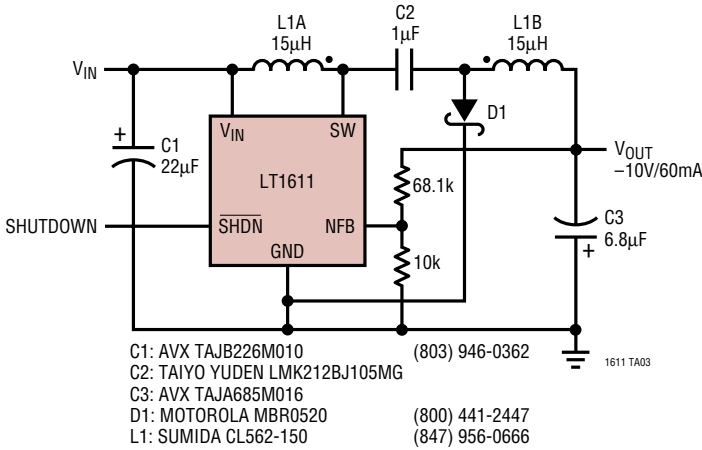 C2
1µF
L1A
15µH
L1B
15µH
VIN
VIN
SW
D1
+
C1
22µF
LT1611
68.1k
VOUT
–10V/60mA
SHUTDOWN
SHDN
NFB
C3
6.8µF
+
GND
10k
1611 TA03
C1: AVX TAJB226M010 (803) 946-0362
C2: TAIYO YUDEN LMK212BJ105MG
C3: AVX TAJA685M016
D1: MOTOROLA MBR0520 (800) 441-2447
L1: SUMIDA CL562-150 (847) 956-0666